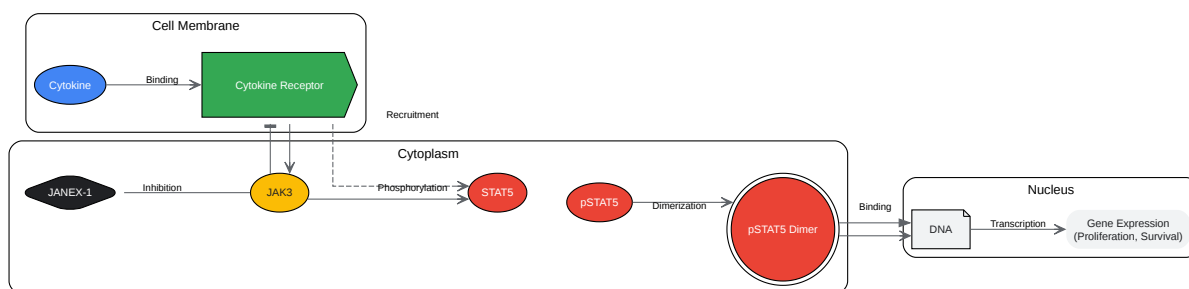 Cell Membrane
Cytokine
Binding
Cytokine Receptor
Recruitment
Cytoplasm
JANEX-1
Inhibition
JAK3
Phosphorylation
STAT5
pSTAT5
Dimerization
pSTAT5 Dimer
Binding
Nucleus
DNA
Transcription
Gene Expression
(Proliferation, Survival)